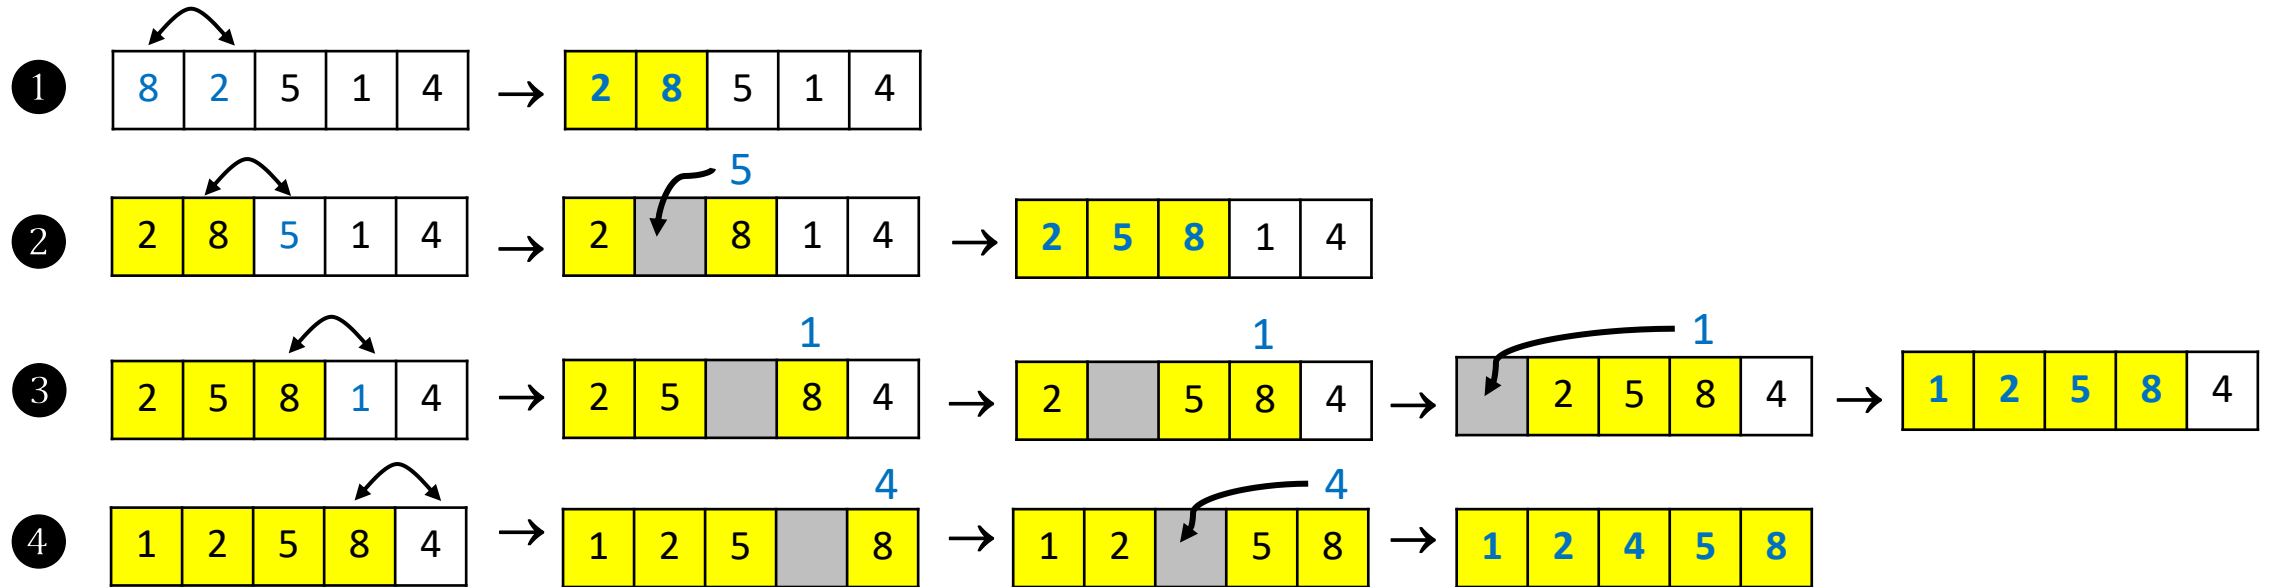 1 8 2 5 1 4 → 2 8 5 1 4
5
2 2 8 5 1 4 → 2 8 1 4 → 2 5 8 1 4
1 1 1
3 2 5 8 1 4 → 2 5 8 4 → 2 5 8 4 → 2 5 8 4 → 1 2 5 8 4
4 4
4 1 2 5 8 4 → 1 2 5 8 → 1 2 5 8 → 1 2 4 5 8